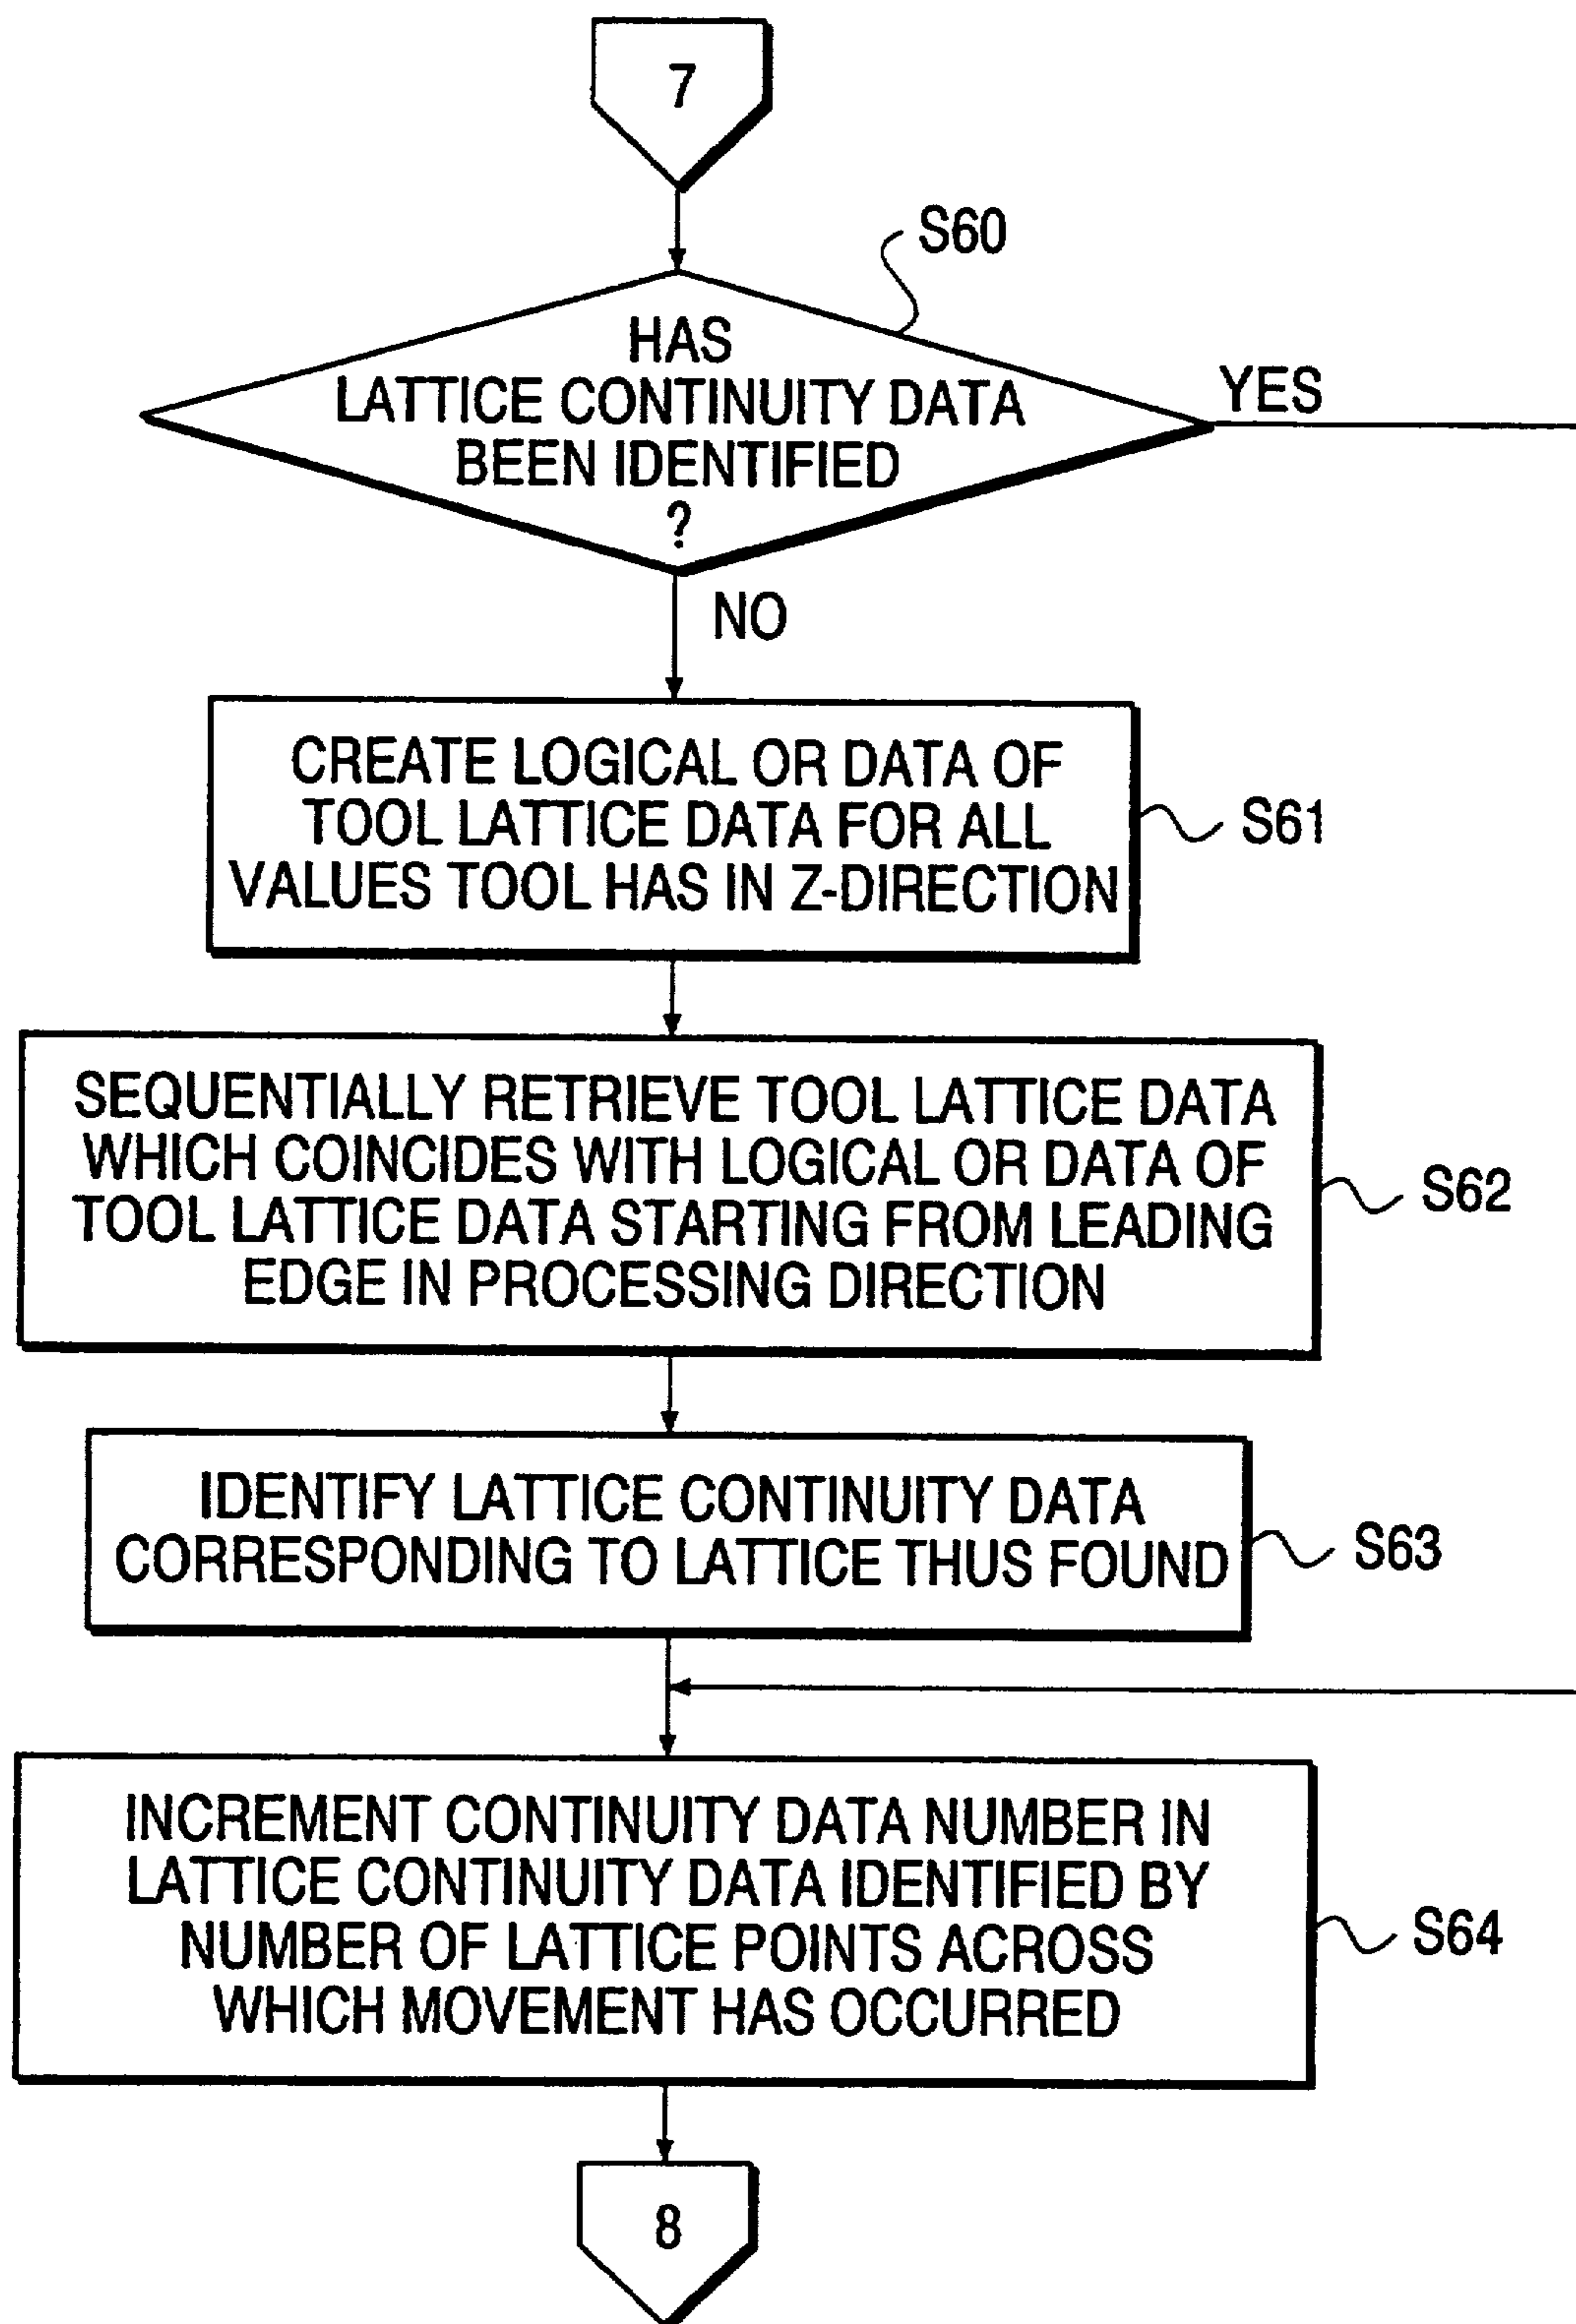 7
S60
HAS
LATTICE CONTINUITY DATA
BEEN IDENTIFIED
?
YES
NO
CREATE LOGICAL OR DATA OF
TOOL LATTICE DATA FOR ALL
VALUES TOOL HAS IN Z-DIRECTION
S61
SEQUENTIALLY RETRIEVE TOOL LATTICE DATA
WHICH COINCIDES WITH LOGICAL OR DATA OF
TOOL LATTICE DATA STARTING FROM LEADING
EDGE IN PROCESSING DIRECTION
S62
IDENTIFY LATTICE CONTINUITY DATA
CORRESPONDING TO LATTICE THUS FOUND
S63
INCREMENT CONTINUITY DATA NUMBER IN
LATTICE CONTINUITY DATA IDENTIFIED BY
NUMBER OF LATTICE POINTS ACROSS
WHICH MOVEMENT HAS OCCURRED
S64
8